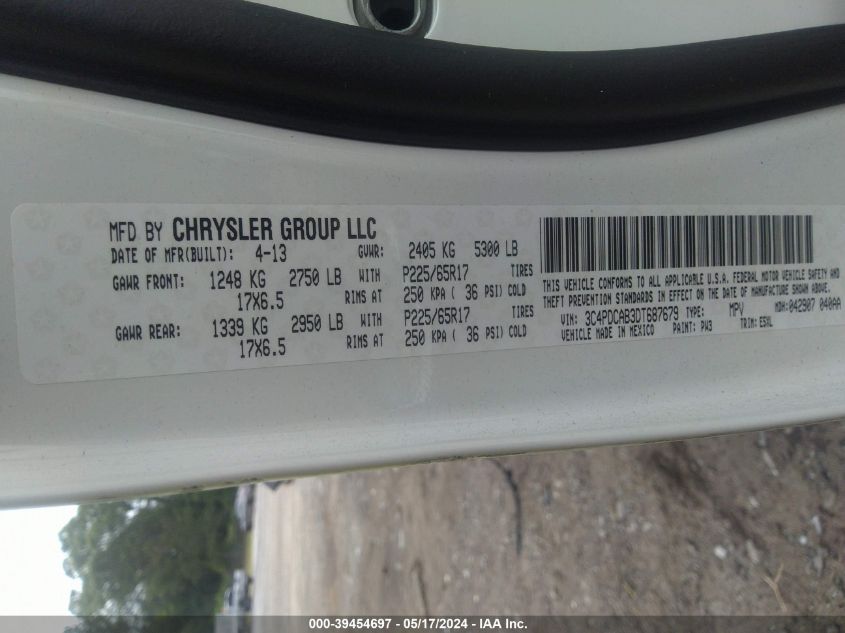 MFD BY CHRYSLER GROUP LLC
DATE OF MFR(BUILT): 4-13 GVWR: 2405 KG 5300 LB
GAWR FRONT: 1248 KG 2750 LB WITH P225/65R17 TIRES
17X6.5 RIMS AT 250 KPA ( 36 PSI) COLD
GAWR REAR: 1339 KG 2950 LB WITH P225/65R17 TIRES
17X6.5 RIMS AT 250 KPA ( 36 PSI) COLD
THIS VEHICLE CONFORMS TO ALL APPLICABLE U.S.A. FEDERAL MOTOR VEHICLE SAFETY AND
THEFT PREVENTION STANDARDS IN EFFECT ON THE DATE OF MANUFACTURE SHOWN ABOVE.
VIN: 3C4PDCAB3DT687679 TYPE: MPV MDH:042907 040AA
VEHICLE MADE IN MEXICO PAINT: PW3 TRIM: E5XL
000-39454697 - 05/17/2024 - IAA Inc.